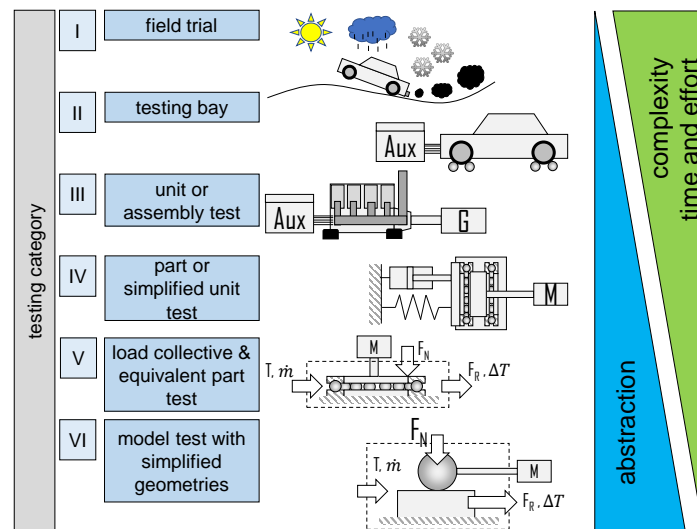 testing category
I
field trial
II
testing bay
Aux
III
unit or
assembly test
Aux
G
IV
part or
simplified unit
test
M
V
load collective &
equivalent part
test
M
F_N
T, ṁ
F_R , ΔT
VI
model test with
simplified
geometries
F_N
T, ṁ
M
F_R , ΔT
abstraction
complexity
time and effort